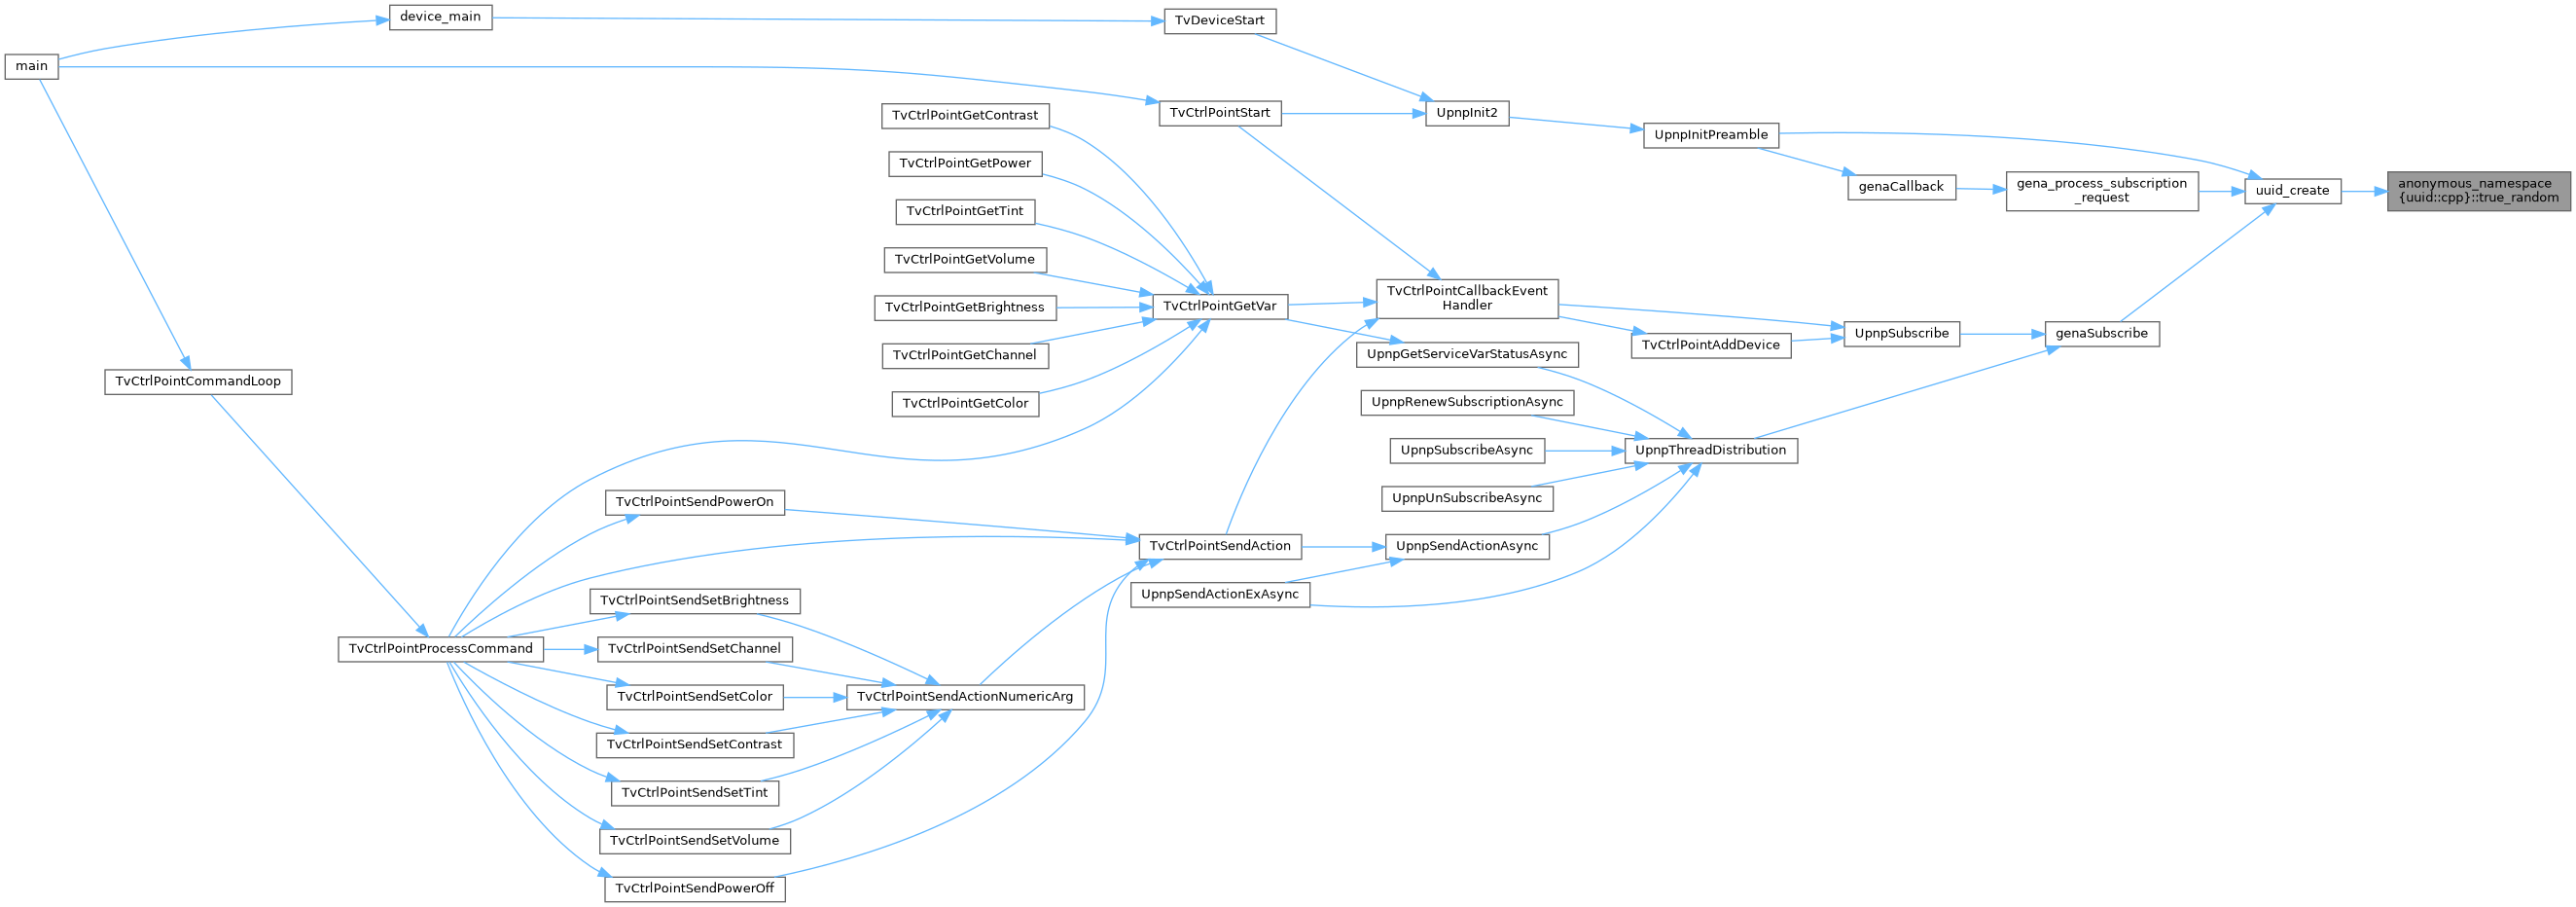 device_main
TvDeviceStart
main
TvCtrlPointGetContrast
TvCtrlPointStart
UpnpInit2
UpnpInitPreamble
TvCtrlPointGetPower
genaCallback
gena_process_subscription
_request
uuid_create
anonymous_namespace
{uuid::cpp}::true_random
TvCtrlPointGetTint
TvCtrlPointGetVolume
TvCtrlPointGetBrightness
TvCtrlPointGetVar
TvCtrlPointCallbackEvent
Handler
UpnpSubscribe
genaSubscribe
TvCtrlPointAddDevice
TvCtrlPointGetChannel
UpnpGetServiceVarStatusAsync
TvCtrlPointCommandLoop
TvCtrlPointGetColor
UpnpRenewSubscriptionAsync
UpnpSubscribeAsync
UpnpThreadDistribution
UpnpUnSubscribeAsync
TvCtrlPointSendPowerOn
TvCtrlPointSendAction
UpnpSendActionAsync
TvCtrlPointSendSetBrightness
UpnpSendActionExAsync
TvCtrlPointProcessCommand
TvCtrlPointSendSetChannel
TvCtrlPointSendSetColor
TvCtrlPointSendActionNumericArg
TvCtrlPointSendSetContrast
TvCtrlPointSendSetTint
TvCtrlPointSendSetVolume
TvCtrlPointSendPowerOff